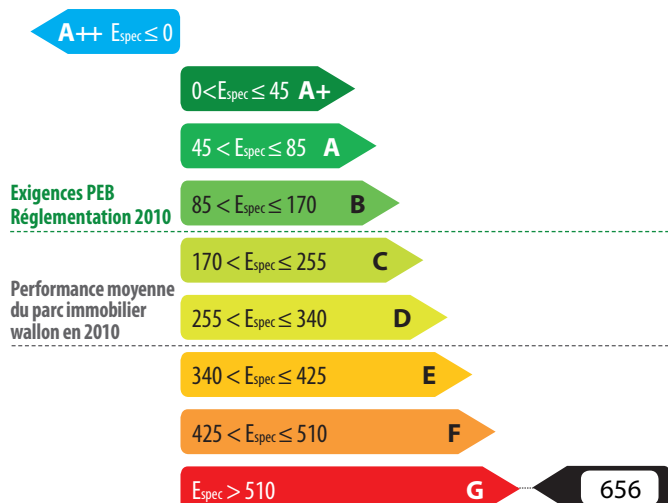 A++ Espec ≤ 0
0<Espec ≤ 45 A+
45 < Espec ≤ 85 A
Exigences PEB
Réglementation 2010
85 < Espec ≤ 170 B
170 < Espec ≤ 255 C
Performance moyenne
du parc immobilier
wallon en 2010
255 < Espec ≤ 340 D
340 < Espec ≤ 425 E
425 < Espec ≤ 510 F
Espec > 510 G 656